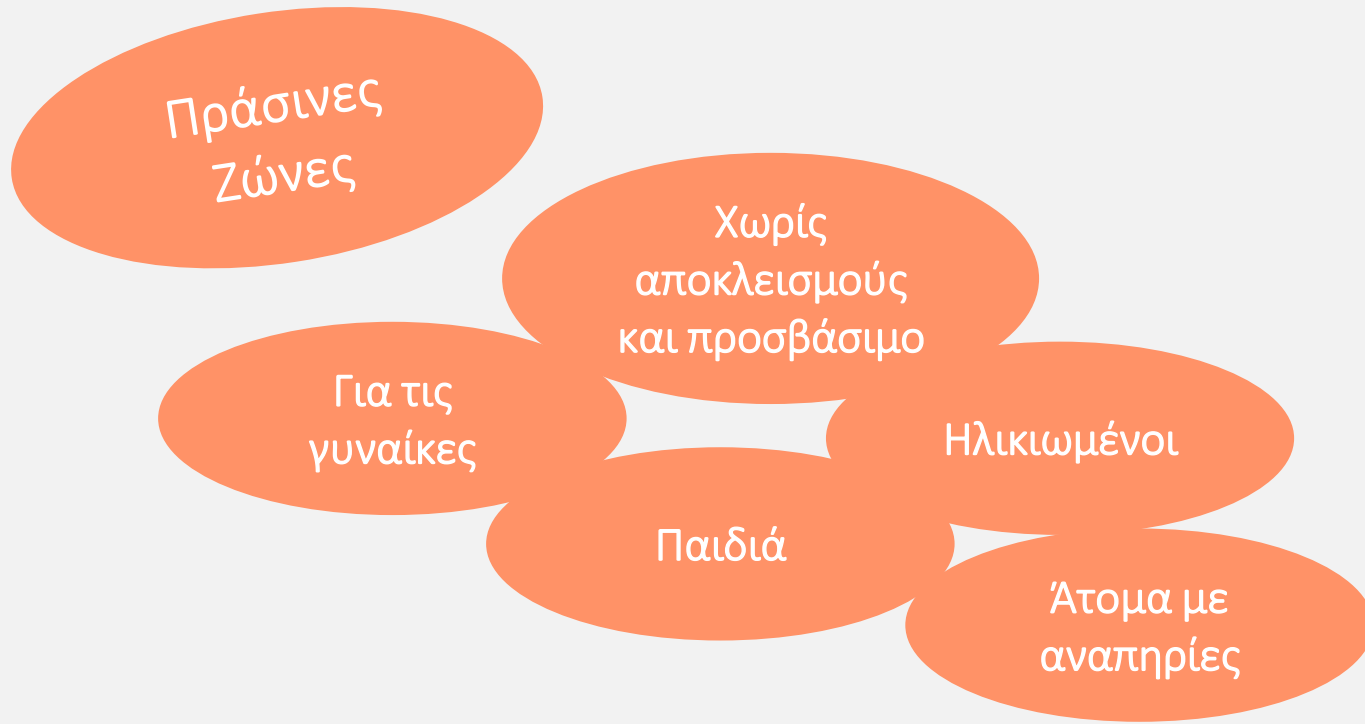 Πράσινες
Ζώνες
Χωρίς
αποκλεισμούς
και προσβάσιμο
Για τις
γυναίκες
Ηλικιωμένοι
Παιδιά
Άτομα με
αναπηρίες